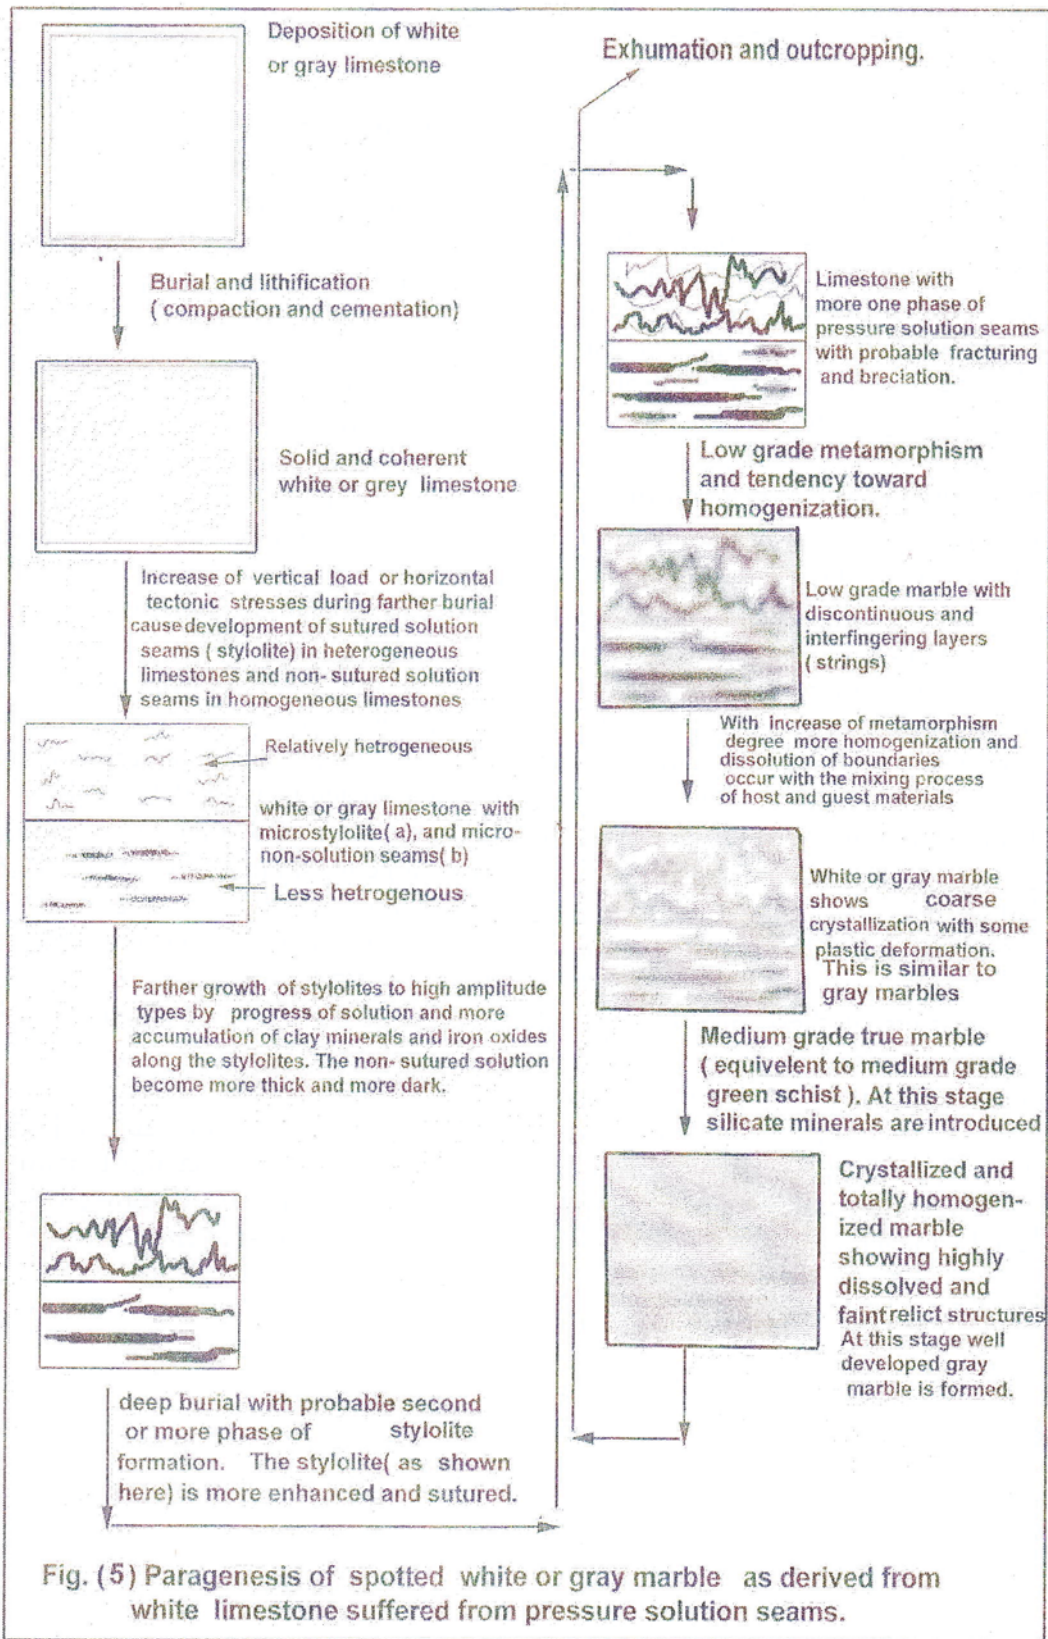 Deposition of white
or gray limestone
Burial and lithification
( compaction and cementation)
Solid and coherent
white or grey limestone
Increase of vertical load or horizontal
tectonic stresses during farther burial
cause development of sutured solution
seams ( stylolite) in heterogeneous
limestones and non- sutured solution
seams in homogeneous limestones
Relatively hetrogeneous
white or gray limestone with
microstylolite( a), and micro-
non-solution seams( b)
Less hetrogenous
Farther growth of stylolites to high amplitude
types by progress of solution and more
accumulation of clay minerals and iron oxides
along the stylolites. The non- sutured solution
become more thick and more dark.
deep burial with probable second
or more phase of stylolite
formation. The stylolite( as shown
here) is more enhanced and sutured.
Exhumation and outcropping.
Limestone with
more one phase of
pressure solution seams
with probable fracturing
and breciation.
Low grade metamorphism
and tendency toward
homogenization.
Low grade marble with
discontinuous and
interfingering layers
( strings)
With increase of metamorphism
degree more homogenization and
dissolution of boundaries
occur with the mixing process
of host and guest materials
White or gray marble
shows coarse
crystallization with some
plastic deformation.
This is similar to
gray marbles
Medium grade true marble
( equivelent to medium grade
green schist ). At this stage
silicate minerals are introduced
Crystallized and
totally homogen-
ized marble
showing highly
dissolved and
faint relict structures
At this stage well
developed gray
marble is formed.
Fig. (5) Paragenesis of spotted white or gray marble as derived from
white limestone suffered from pressure solution seams.